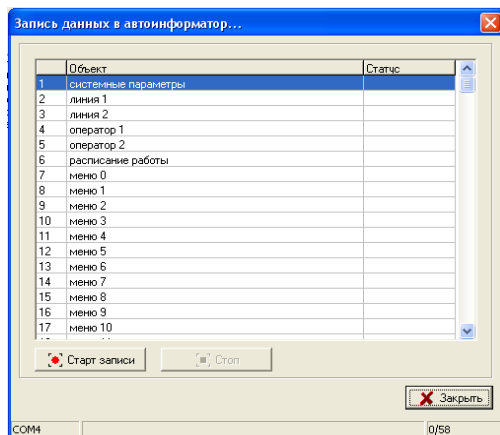 Запись данных в автоинформатор...
Объект Статус
1 системные параметры
2 линия 1
3 линия 2
4 оператор 1
5 оператор 2
6 расписание работы
7 меню 0
8 меню 1
9 меню 2
10 меню 3
11 меню 4
12 меню 5
13 меню 6
14 меню 7
15 меню 8
16 меню 9
17 меню 10
Старт записи Стоп
Закрыть
COM4 0/58